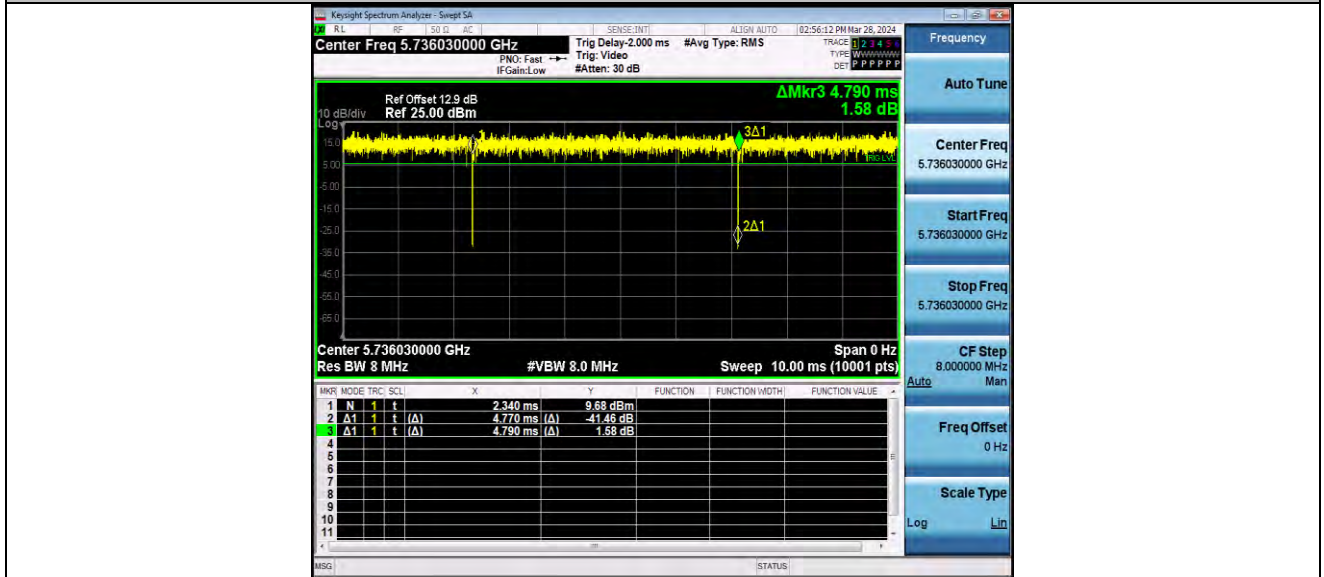 Keysight Spectrum Analyzer - Swept SA
RL RF 50 Ω AC SENSE:INT ALIGN AUTO 02:56:12 PM Mar 28, 2024
Center Freq 5.736030000 GHz
PNO: Fast
IFGain:Low
Trig Delay-2.000 ms
Trig: Video
#Atten: 30 dB
#Avg Type: RMS
TRACE 1 2 3 4 5 6
TYPE WWWWWW
DET P P P P P P
ΔMkr3 4.790 ms
1.58 dB
Ref Offset 12.9 dB
10 dB/div Ref 25.00 dBm
Log
15.0
5.00
-5.00
-15.0
-25.0
-35.0
-45.0
-55.0
-65.0
3Δ1
TRIG LVL
2Δ1
Center 5.736030000 GHz Span 0 Hz
Res BW 8 MHz #VBW 8.0 MHz Sweep 10.00 ms (10001 pts)
MKR MODE TRC SCL X Y FUNCTION FUNCTION WIDTH FUNCTION VALUE
1 N 1 t 2.340 ms 9.68 dBm
2 Δ1 1 t (Δ) 4.770 ms (Δ) -41.46 dB
3 Δ1 1 t (Δ) 4.790 ms (Δ) 1.58 dB
4
5
6
7
8
9
10
11
MSG STATUS
Frequency
Auto Tune
Center Freq
5.736030000 GHz
Start Freq
5.736030000 GHz
Stop Freq
5.736030000 GHz
CF Step
8.000000 MHz
Auto Man
Freq Offset
0 Hz
Scale Type
Log Lin